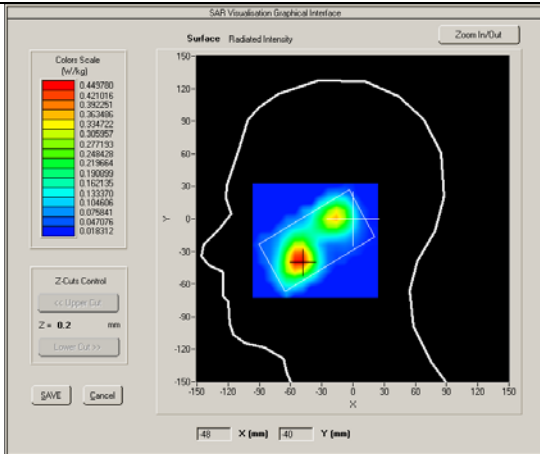 SAR Visualisation Graphical Interface
Surface Radiated Intensity
Zoom In/Out
Colors Scale
(W/kg)
0.449780
0.421016
0.392251
0.363486
0.334722
0.305957
0.277193
0.248428
0.219664
0.190899
0.162135
0.133370
0.104606
0.075841
0.047076
0.018312
Z-Cuts Control
<< Upper Cut
Z = 0.2 mm
Lower Cut >>
SAVE
Cancel
150
120
90
60
30
0
-30
-60
-90
-120
-150
Y
-150 -120 -90 -60 -30 0 30 60 90 120 150
X
-48 X (mm) -40 Y (mm)